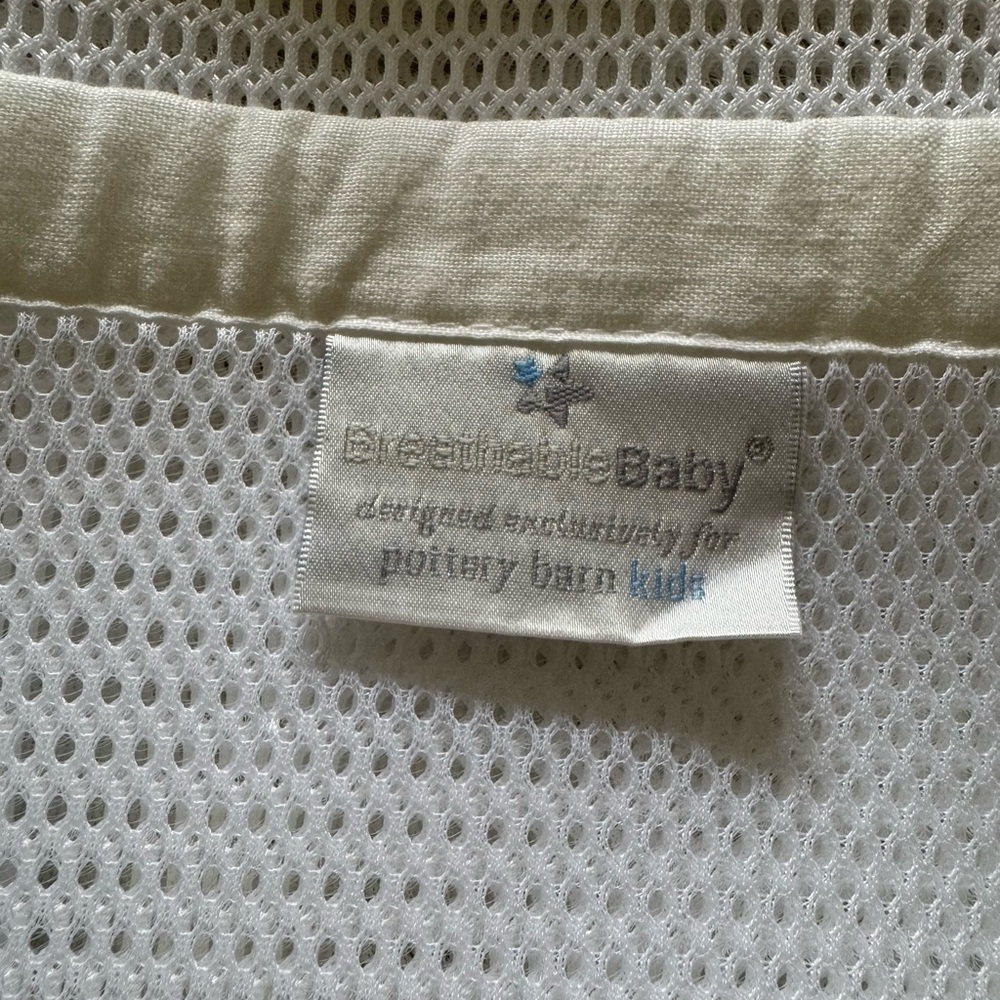 BreathableBaby®
designed exclusively for
pottery barn kids